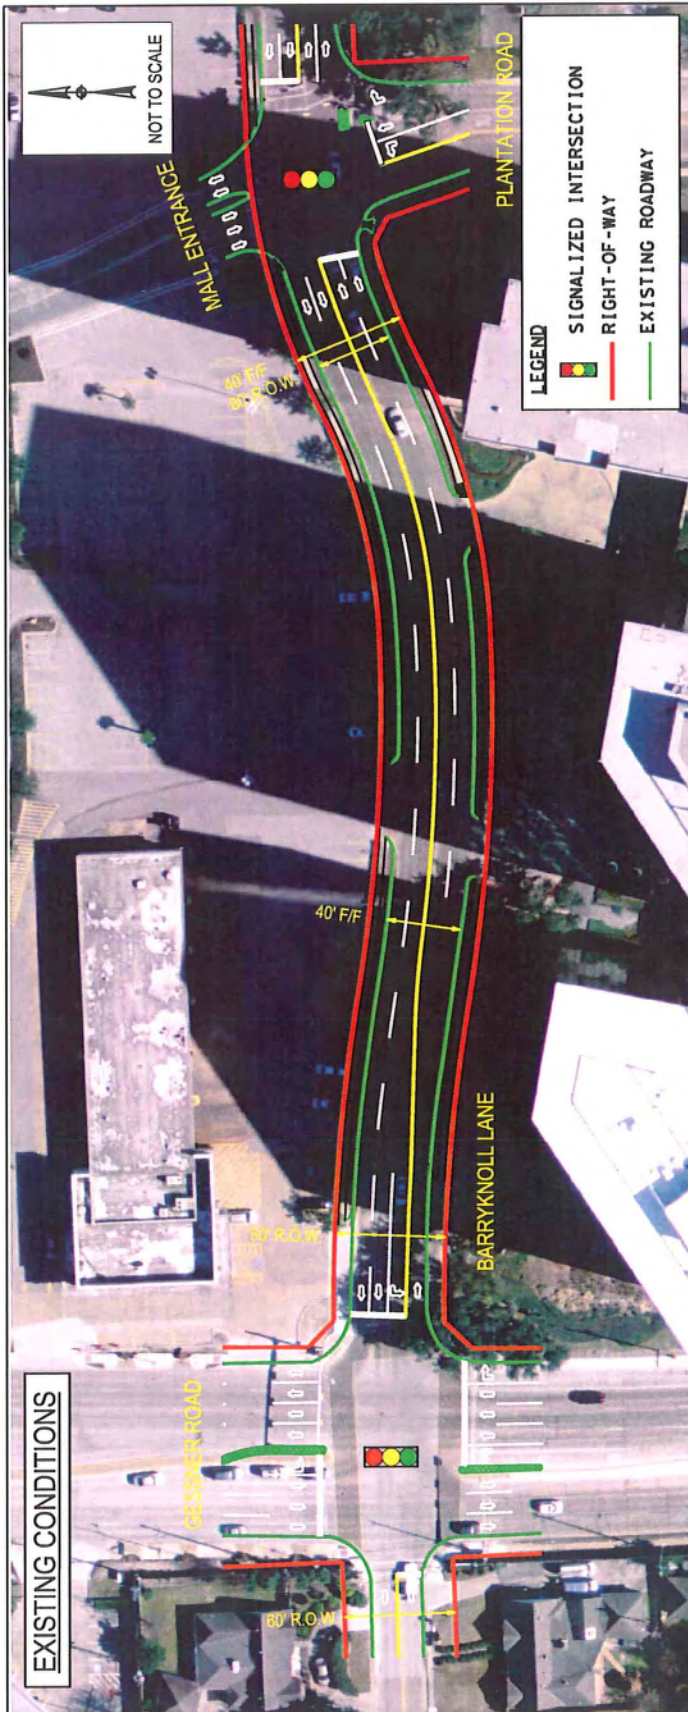 EXISTING CONDITIONS
NOT TO SCALE
GESSNER ROAD
MALL ENTRANCE
60' R.O.W
80' R.O.W.
40' F/F
40' F/F
80' R.O.W.
BARRYKNOLL LANE
PLANTATION ROAD
LEGEND
SIGNALIZED INTERSECTION
RIGHT-OF-WAY
EXISTING ROADWAY